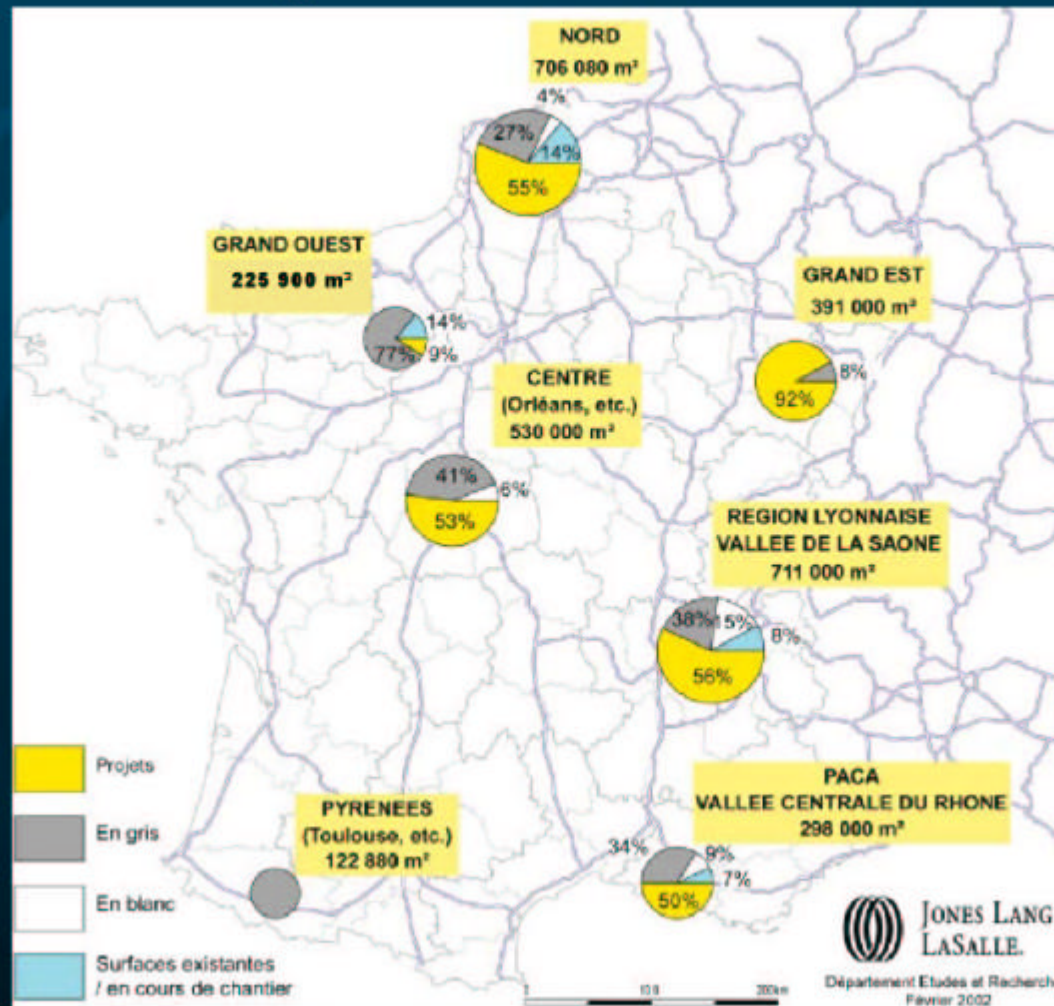 NORD
706 080 m²
4%
27%
14%
55%
GRAND OUEST
225 900 m²
14%
77%
9%
GRAND EST
391 000 m²
8%
92%
CENTRE
(Orléans, etc.)
530 000 m²
41%
6%
53%
REGION LYONNAISE
VALLEE DE LA SAONE
711 000 m²
38%
15%
8%
56%
PACA
VALLEE CENTRALE DU RHONE
298 000 m²
34%
9%
7%
50%
PYRENEES
(Toulouse, etc.)
122 880 m²
Projets
En gris
En blanc
Surfaces existantes
/ en cours de chantier
JONES LANG
LASALLE.
Département Etudes et Recherch
Février 2002